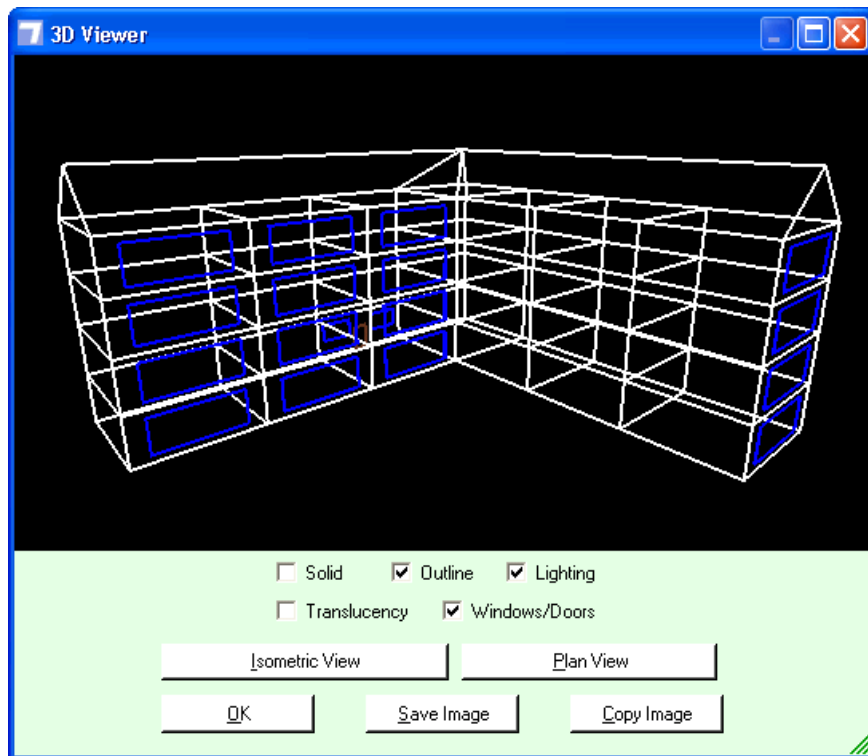 3D Viewer
Solid Outline Lighting
Translucency Windows/Doors
Isometric View Plan View
OK Save Image Copy Image